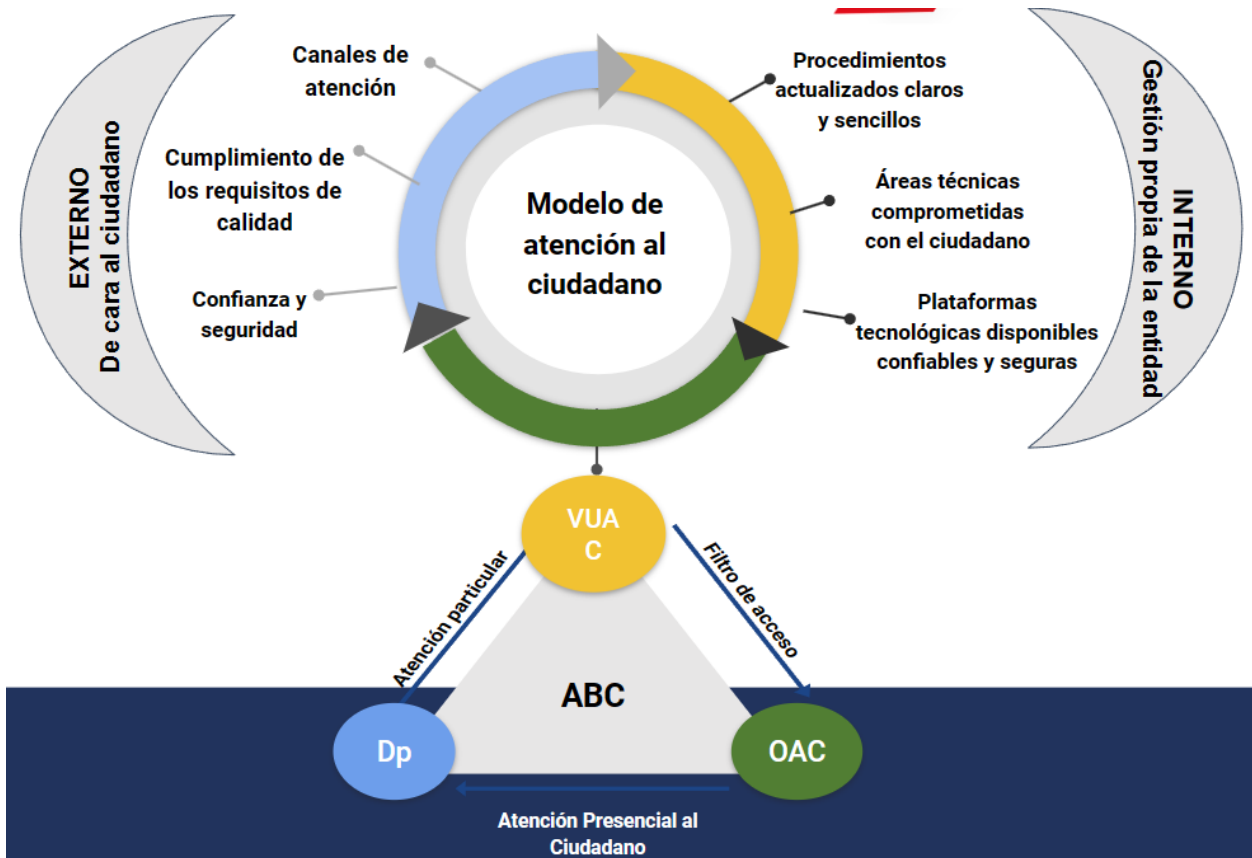 EXTERNO
De cara al ciudadano
Canales de
atención
Cumplimiento de
los requisitos de
calidad
Confianza y
seguridad
Modelo de
atención al
ciudadano
Procedimientos
actualizados claros
y sencillos
Áreas técnicas
comprometidas
con el ciudadano
Plataformas
tecnológicas disponibles
confiables y seguras
INTERNO
Gestión propia de la entidad
VUA
C
Atención particular
Filtro de acceso
ABC
Dp
OAC
Atención Presencial al
Ciudadano